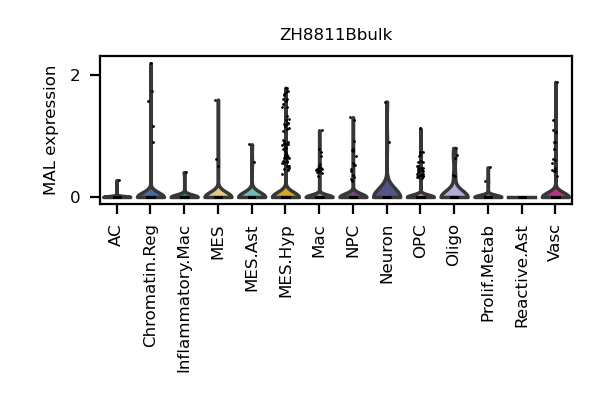 ZH8811Bbulk
MAL expression
2
0
AC
Chromatin.Reg
Inflammatory.Mac
MES
MES.Ast
MES.Hyp
Mac
NPC
Neuron
OPC
Oligo
Prolif.Metab
Reactive.Ast
Vasc